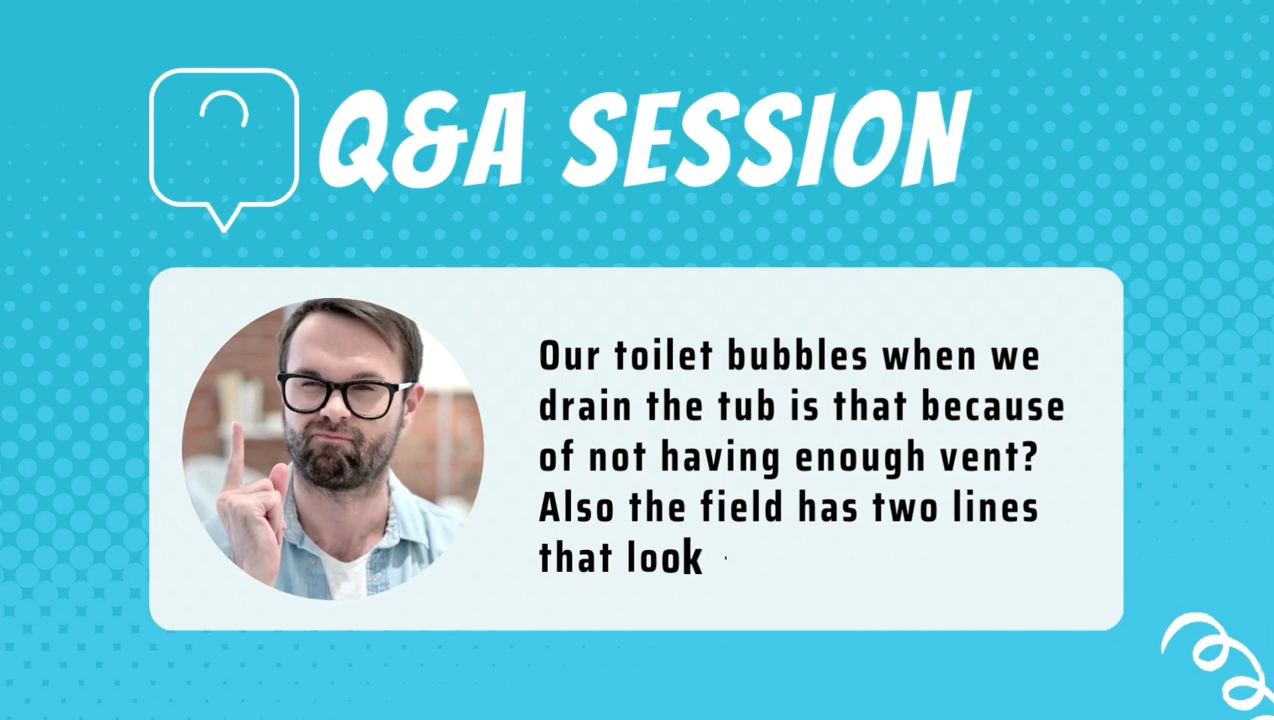 Q&A SESSION
Our toilet bubbles when we
drain the tub is that because
of not having enough vent?
Also the field has two lines
that look